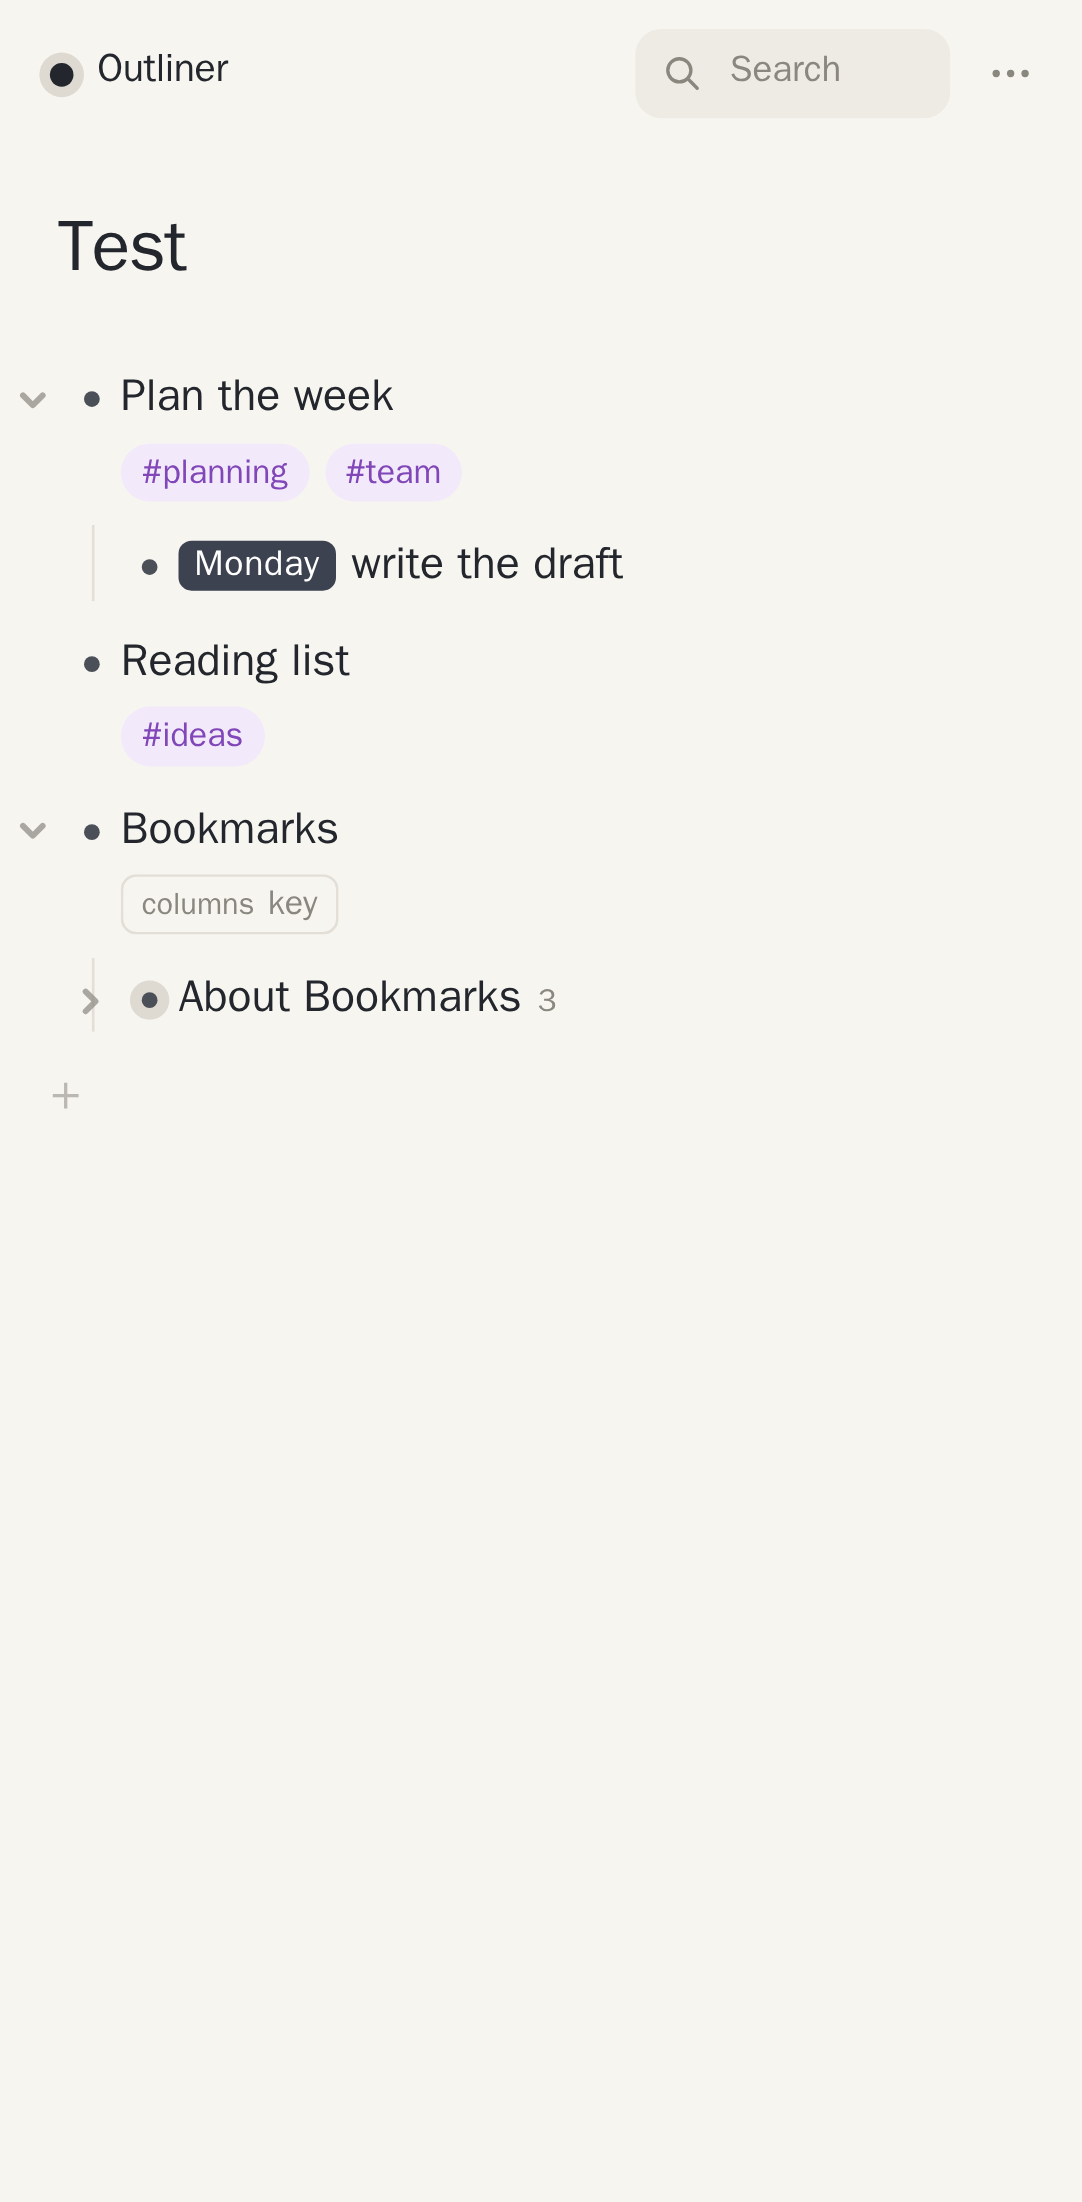 Outliner
Search
Test
Plan the week
#planning #team
Monday write the draft
Reading list
#ideas
Bookmarks
columns key
About Bookmarks 3